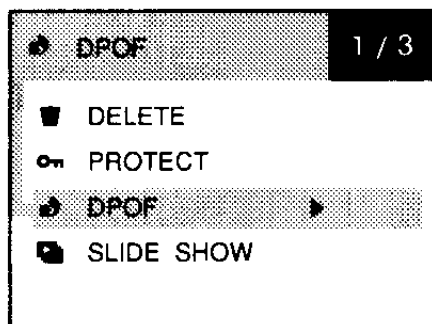 DPOF 1 / 3
DELETE
PROTECT
DPOF
SLIDE SHOW